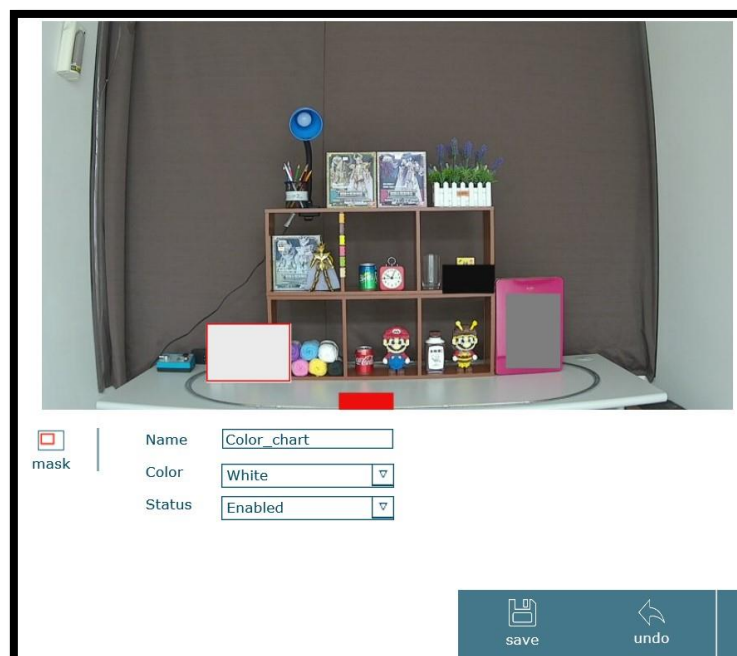 mask
Name
Color_chart
Color
White
Status
Enabled
save
undo